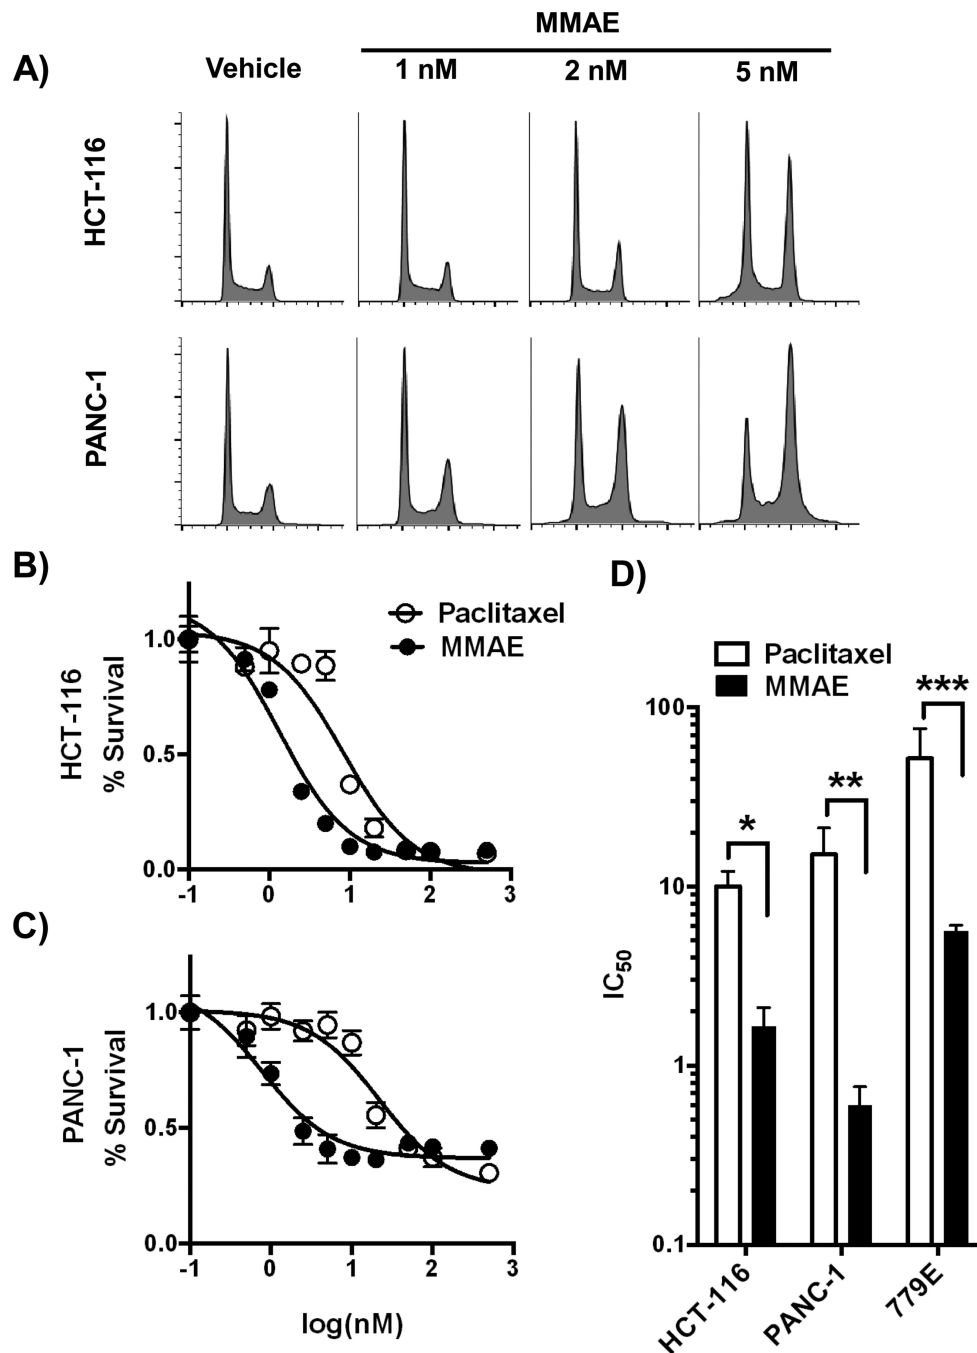 A)
MMAE
Vehicle
1 nM
2 nM
5 nM
HCT-116
PANC-1
B)
HCT-116
% Survival
1.0
0.5
0.0
-1
0
1
2
3
Paclitaxel
MMAE
C)
PANC-1
% Survival
1.0
0.5
0.0
-1
0
1
2
3
log(nM)
D)
Paclitaxel
MMAE
IC50
100
10
1
0.1
*
**
***
HCT-116
PANC-1
779E